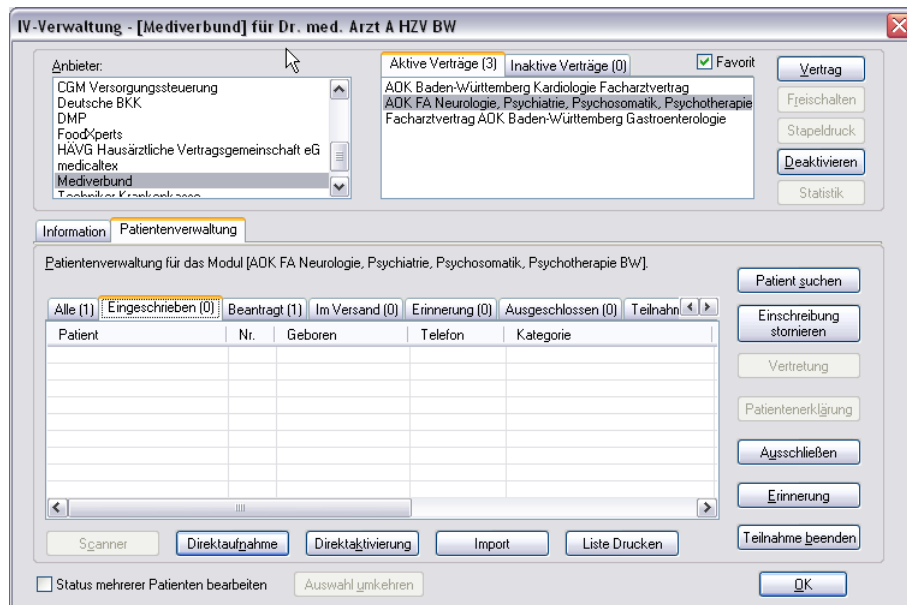 IV-Verwaltung - [Mediverbund] für Dr. med. Arzt A HZV BW
Anbieter:
CGM Versorgungssteuerung
Deutsche BKK
DMP
FoodXperts
HÄVG Hausärztliche Vertragsgemeinschaft eG
medicaltex
Mediverbund
Techniker Krankenkasse
Aktive Verträge (3)
Inaktive Verträge (0)
Favorit
AOK Baden-Württemberg Kardiologie Facharztvertrag
AOK FA Neurologie, Psychiatrie, Psychosomatik, Psychotherapie
Facharztvertrag AOK Baden-Württemberg Gastroenterologie
Vertrag
Freischalten
Stapeldruck
Deaktivieren
Statistik
Information
Patientenverwaltung
Patientenverwaltung für das Modul [AOK FA Neurologie, Psychiatrie, Psychosomatik, Psychotherapie BW].
Alle (1)
Eingeschrieben (0)
Beantragt (1)
Im Versand (0)
Erinnerung (0)
Ausgeschlossen (0)
Teilnahm
Patient
Nr.
Geboren
Telefon
Kategorie
Patient suchen
Einschreibung
stornieren
Vertretung
Patientenerklärung
Ausschließen
Erinnerung
Teilnahme beenden
Scanner
Direktaufnahme
Direktaktivierung
Import
Liste Drucken
Status mehrerer Patienten bearbeiten
Auswahl umkehren
OK